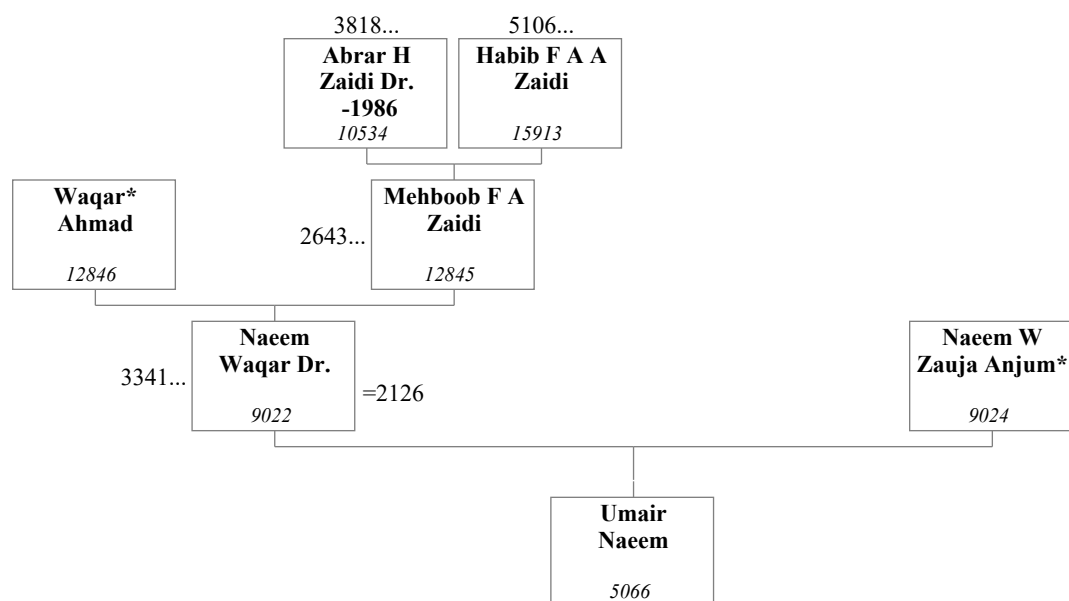 3818...
5106...
Abrar H
Zaidi Dr.
-1986
10534
Habib F A A
Zaidi
15913
Waqar*
Ahmad
12846
2643...
Mehboob F A
Zaidi
12845
3341...
Naeem
Waqar Dr.
9022
=2126
Naeem W
Zauja Anjum*
9024
Umair
Naeem
5066